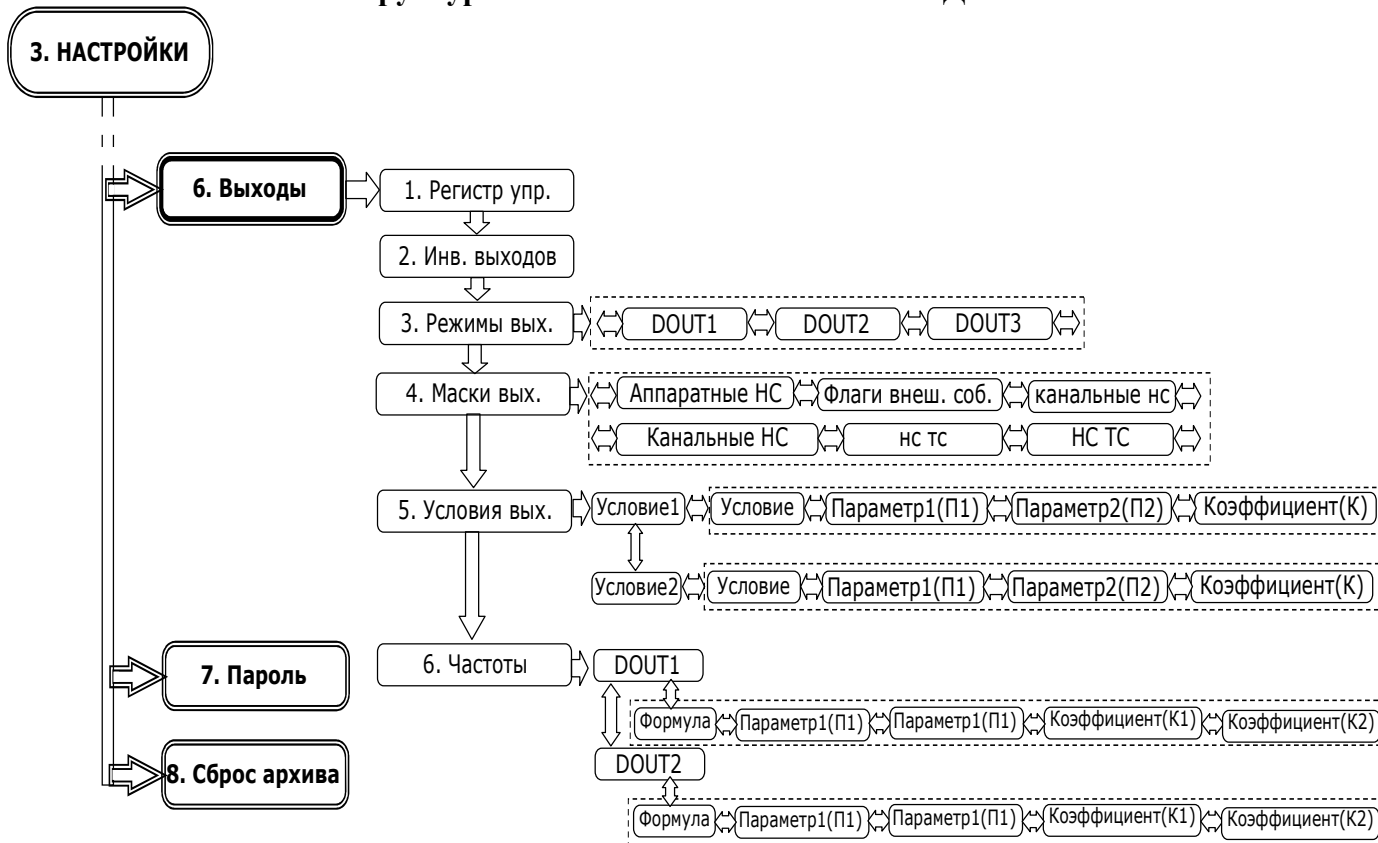 3. НАСТРОЙКИ
6. Выходы
1. Регистр упр.
2. Инв. выходов
3. Режимы вых.
DOUT1
DOUT2
DOUT3
4. Маски вых.
Аппаратные НС
Флаги внеш. соб.
канальные нс
Канальные НС
нс тс
НС ТС
5. Условия вых.
Условие1
Условие
Параметр1(П1)
Параметр2(П2)
Коэффициент(К)
Условие2
Условие
Параметр1(П1)
Параметр2(П2)
Коэффициент(К)
6. Частоты
DOUT1
Формула
Параметр1(П1)
Параметр1(П1)
Коэффициент(К1)
Коэффициент(К2)
DOUT2
Формула
Параметр1(П1)
Параметр1(П1)
Коэффициент(К1)
Коэффициент(К2)
7. Пароль
8. Сброс архива